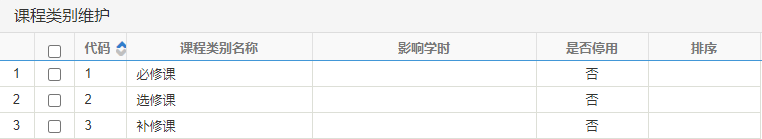 课程类别维护
代码 课程类别名称 影响学时 是否停用 排序
1 1 必修课 否
2 2 选修课 否
3 3 补修课 否